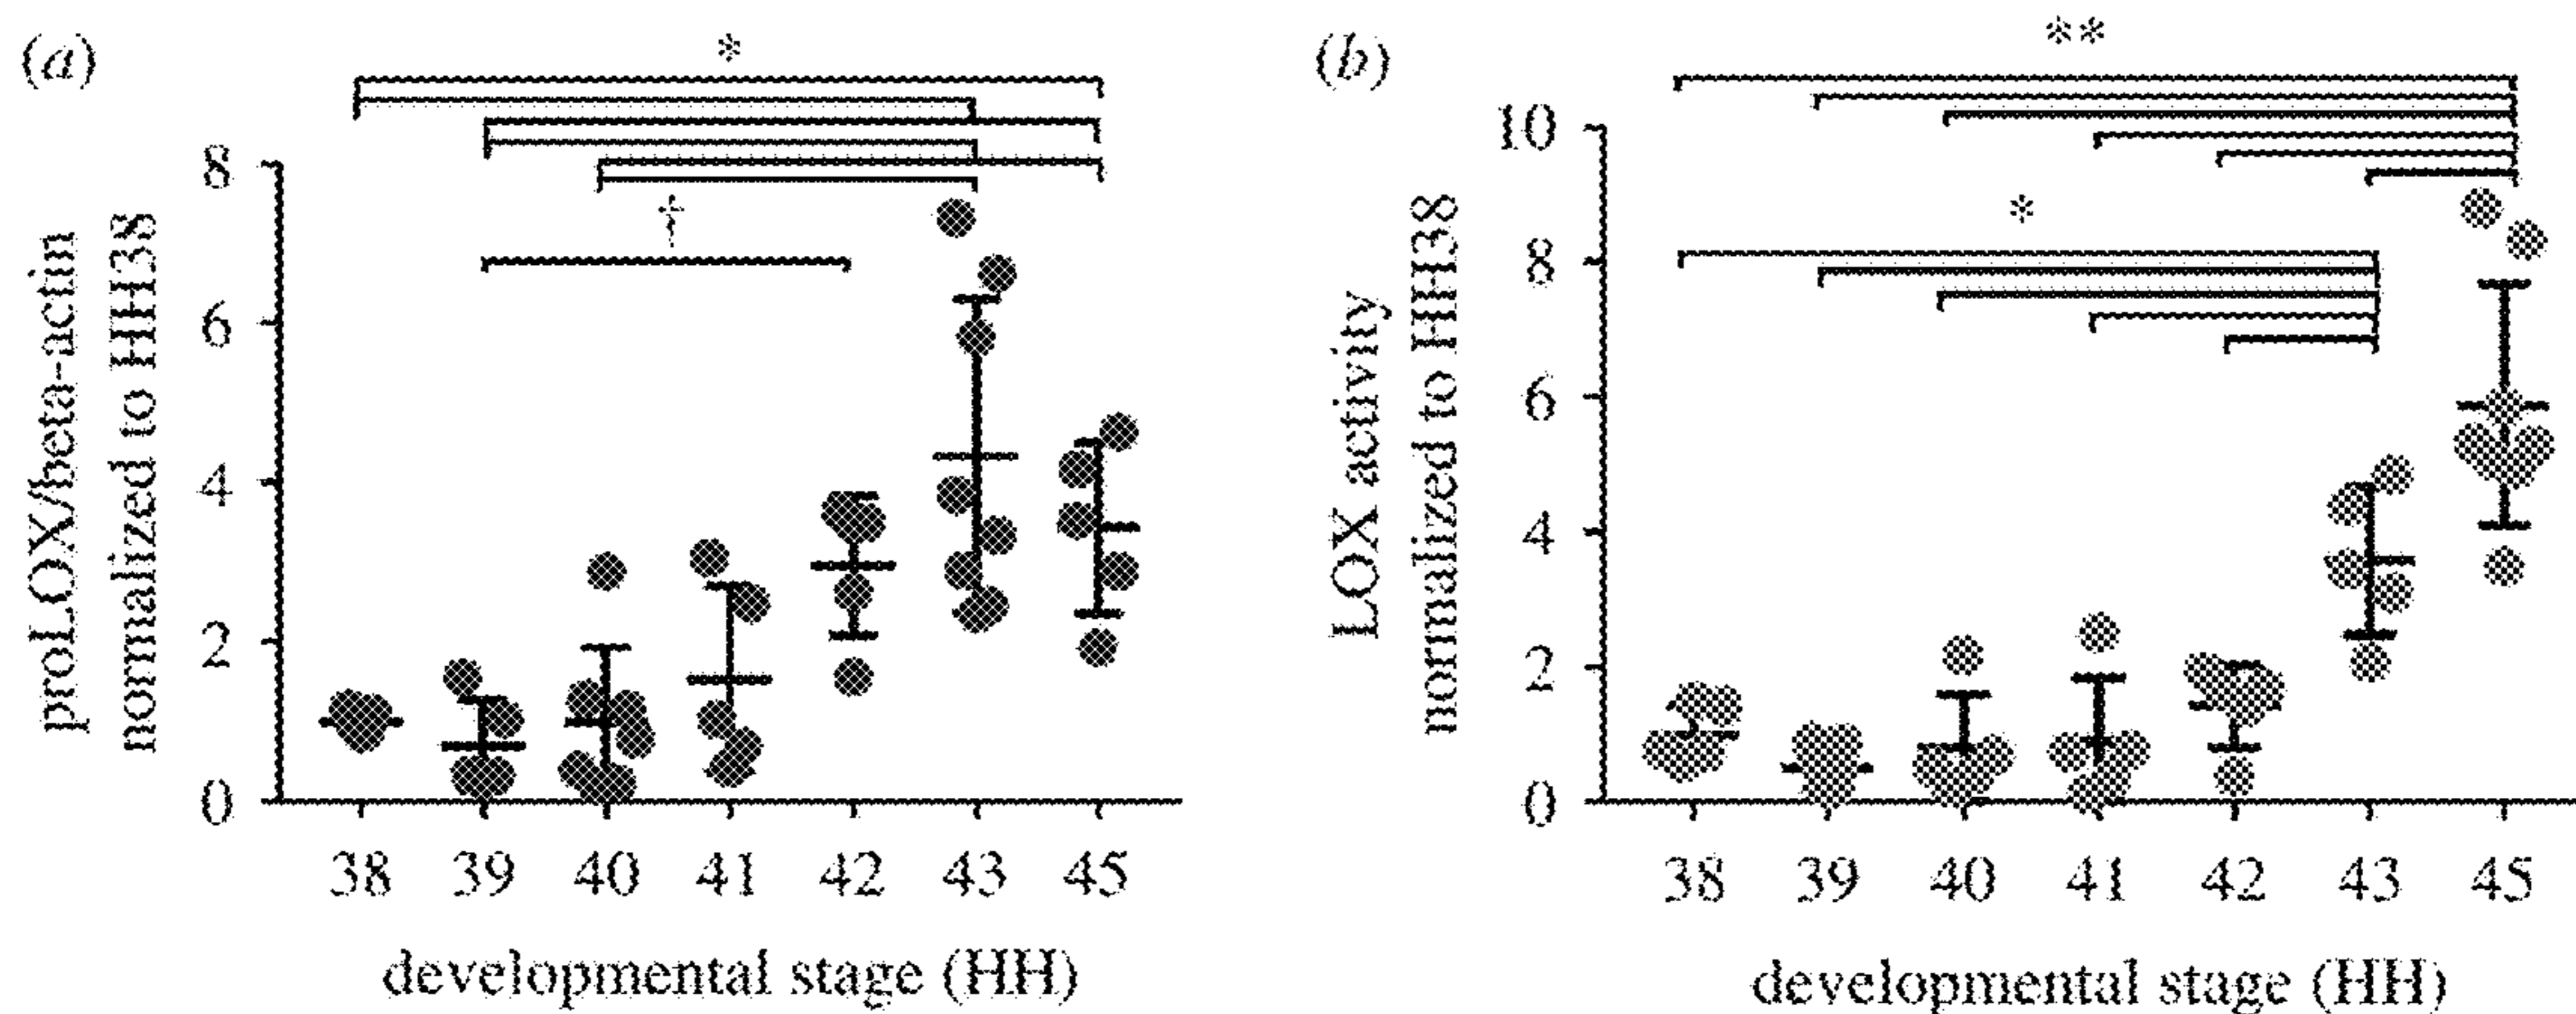 (a)
*
†
8
6
4
2
0
proLOX/beta-actin
normalized to HH38
38 39 40 41 42 43 45
developmental stage (HH)
(b)
**
*
10
8
6
4
2
0
LOX activity
normalized to HH38
38 39 40 41 42 43 45
developmental stage (HH)